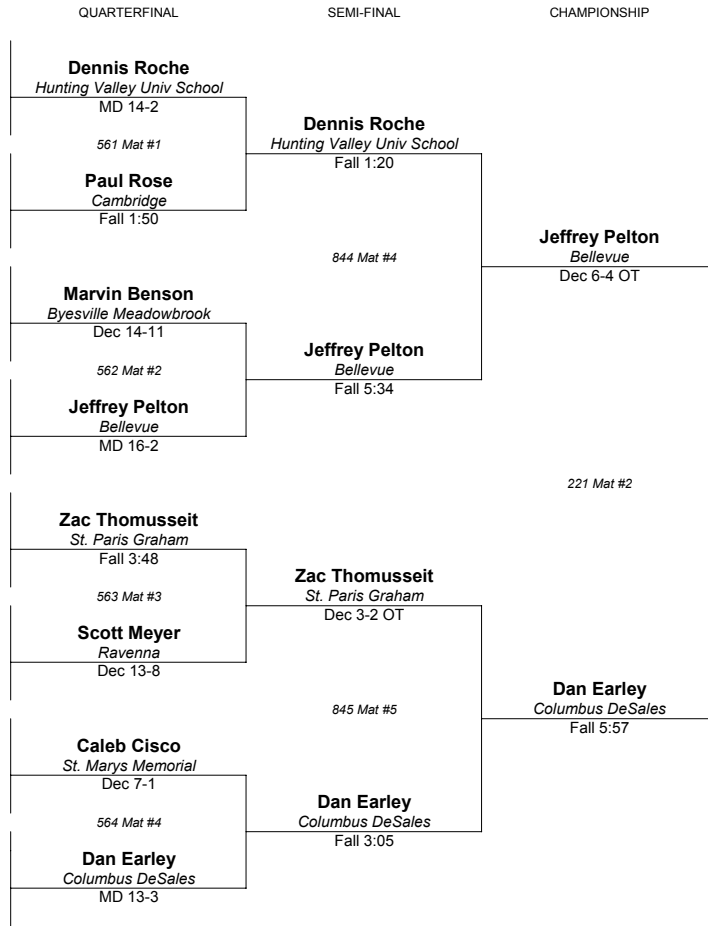 QUARTERFINAL SEMI-FINAL CHAMPIONSHIP
Dennis Roche
Hunting Valley Univ School
MD 14-2
561 Mat #1
Dennis Roche
Hunting Valley Univ School
Fall 1:20
Paul Rose
Cambridge
Fall 1:50
844 Mat #4
Jeffrey Pelton
Bellevue
Dec 6-4 OT
Marvin Benson
Byesville Meadowbrook
Dec 14-11
562 Mat #2
Jeffrey Pelton
Bellevue
Fall 5:34
Jeffrey Pelton
Bellevue
MD 16-2
221 Mat #2
Zac Thomusseit
St. Paris Graham
Fall 3:48
563 Mat #3
Zac Thomusseit
St. Paris Graham
Dec 3-2 OT
Scott Meyer
Ravenna
Dec 13-8
845 Mat #5
Dan Earley
Columbus DeSales
Fall 5:57
Caleb Cisco
St. Marys Memorial
Dec 7-1
564 Mat #4
Dan Earley
Columbus DeSales
Fall 3:05
Dan Earley
Columbus DeSales
MD 13-3